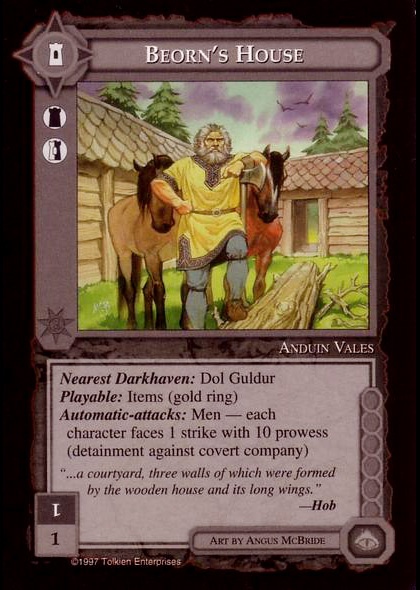 Beorn's House
Anduin Vales
Nearest Darkhaven: Dol Guldur
Playable: Items (gold ring)
Automatic-attacks: Men — each
character faces 1 strike with 10 prowess
(detainment against covert company)
"...a courtyard, three walls of which were formed
by the wooden house and its long wings."
—Hob
1
Art by Angus McBride
©1997 Tolkien Enterprises